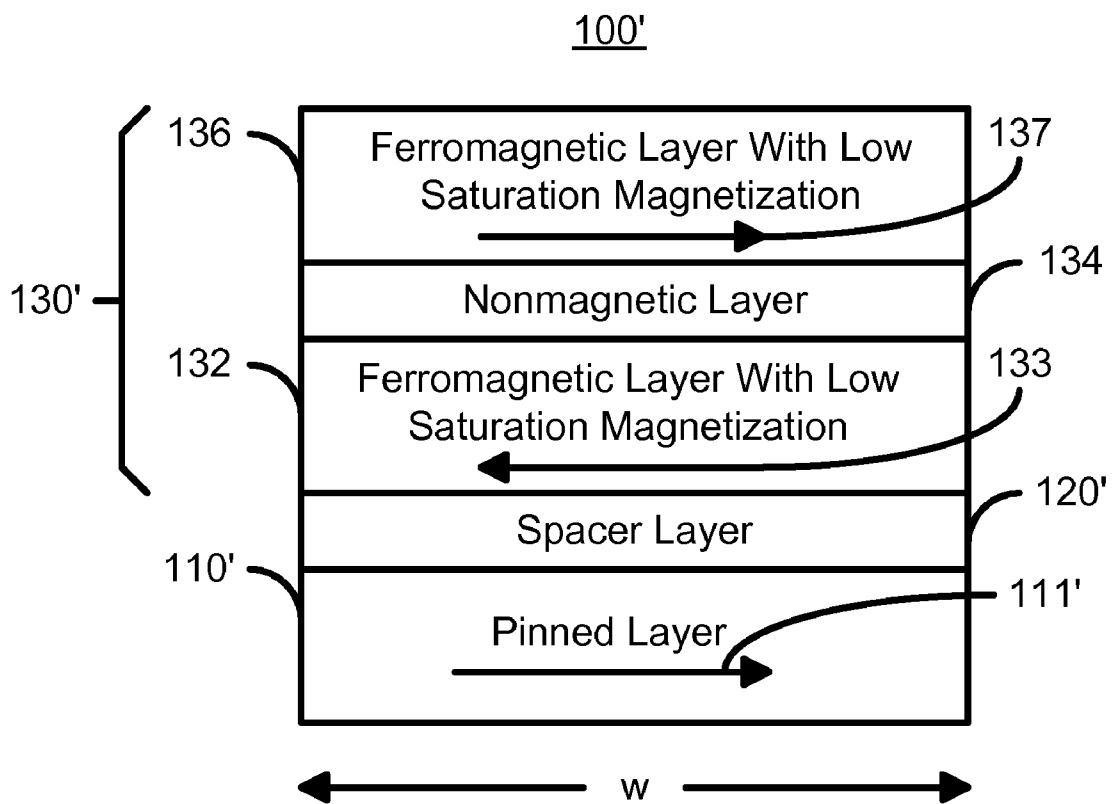 100'
136
Ferromagnetic Layer With Low
Saturation Magnetization
137
134
Nonmagnetic Layer
130'
132
Ferromagnetic Layer With Low
Saturation Magnetization
133
120'
Spacer Layer
110'
111'
Pinned Layer
w